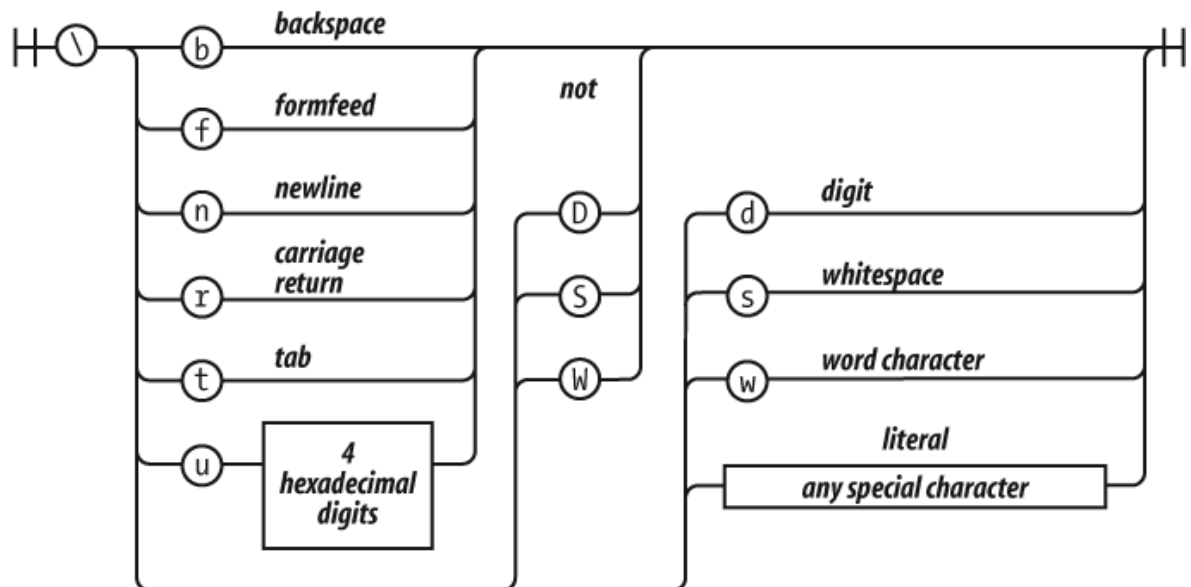 \
b
backspace
f
formfeed
n
newline
r
carriage
return
t
tab
u
4
hexadecimal
digits
not
D
S
W
d
digit
s
whitespace
w
word character
literal
any special character